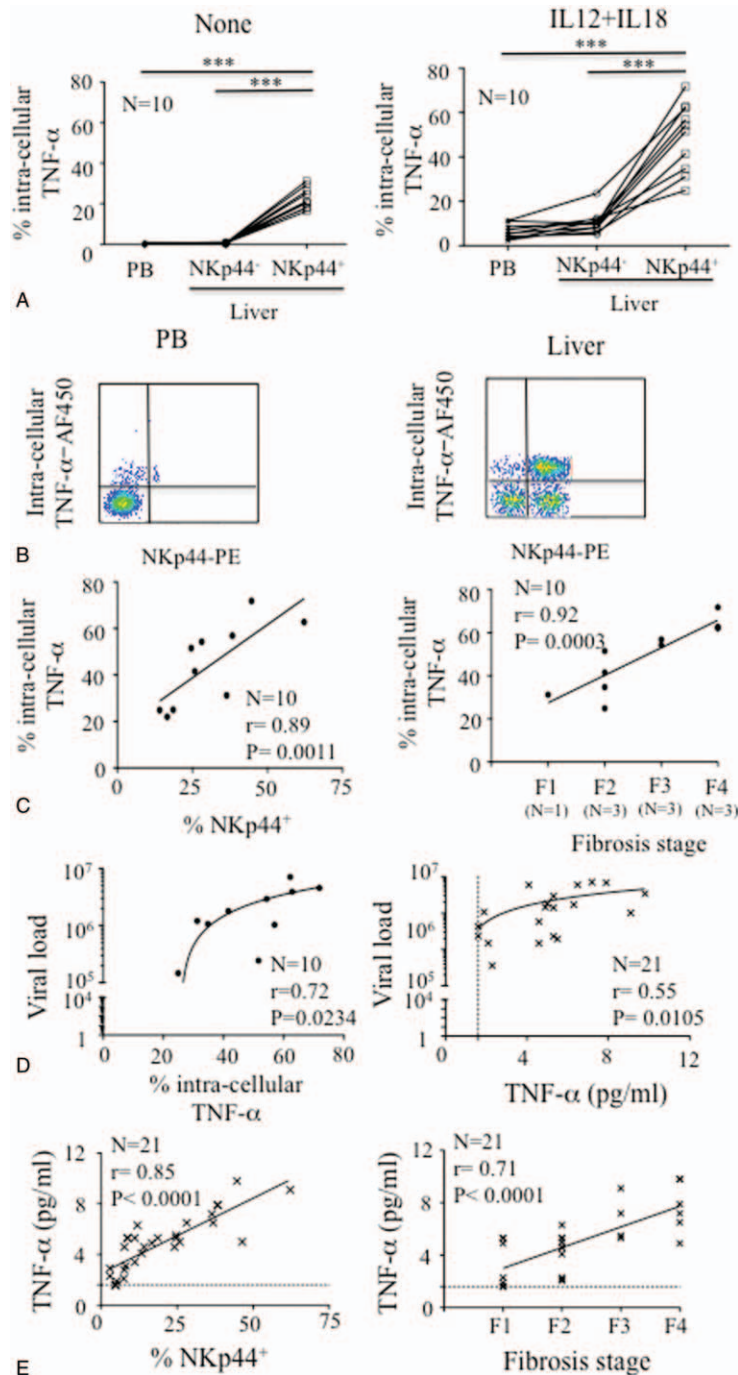 None
IL12+IL18
***
***
***
***
80
60
40
20
0
N=10
% intra-cellular
TNF-α
PB
NKp44-
NKp44+
Liver
80
60
40
20
0
N=10
% intra-cellular
TNF-α
PB
NKp44-
NKp44+
Liver
A
PB
Liver
Intra-cellular
TNF-α-AF450
NKp44-PE
Intra-cellular
TNF-α-AF450
NKp44-PE
B
80
60
40
20
0
% intra-cellular
TNF-α
N=10
r= 0.89
P= 0.0011
0
25
50
75
% NKp44+
80
60
40
20
0
% intra-cellular
TNF-α
N=10
r= 0.92
P= 0.0003
F1
F2
F3
F4
(N=1)
(N=3)
(N=3)
(N=3)
Fibrosis stage
C
10^7
10^6
10^5
10^4
1
Viral load
N=10
r=0.72
P=0.0234
0
20
40
60
80
% intra-cellular
TNF-α
10^7
10^6
10^5
10^4
1
Viral load
N=21
r= 0.55
P= 0.0105
0
4
8
12
TNF-α (pg/ml)
D
12
8
4
0
TNF-α (pg/ml)
N=21
r= 0.85
P< 0.0001
0
25
50
75
% NKp44+
12
8
4
0
TNF-α (pg/ml)
N=21
r= 0.71
P< 0.0001
F1
F2
F3
F4
Fibrosis stage
E